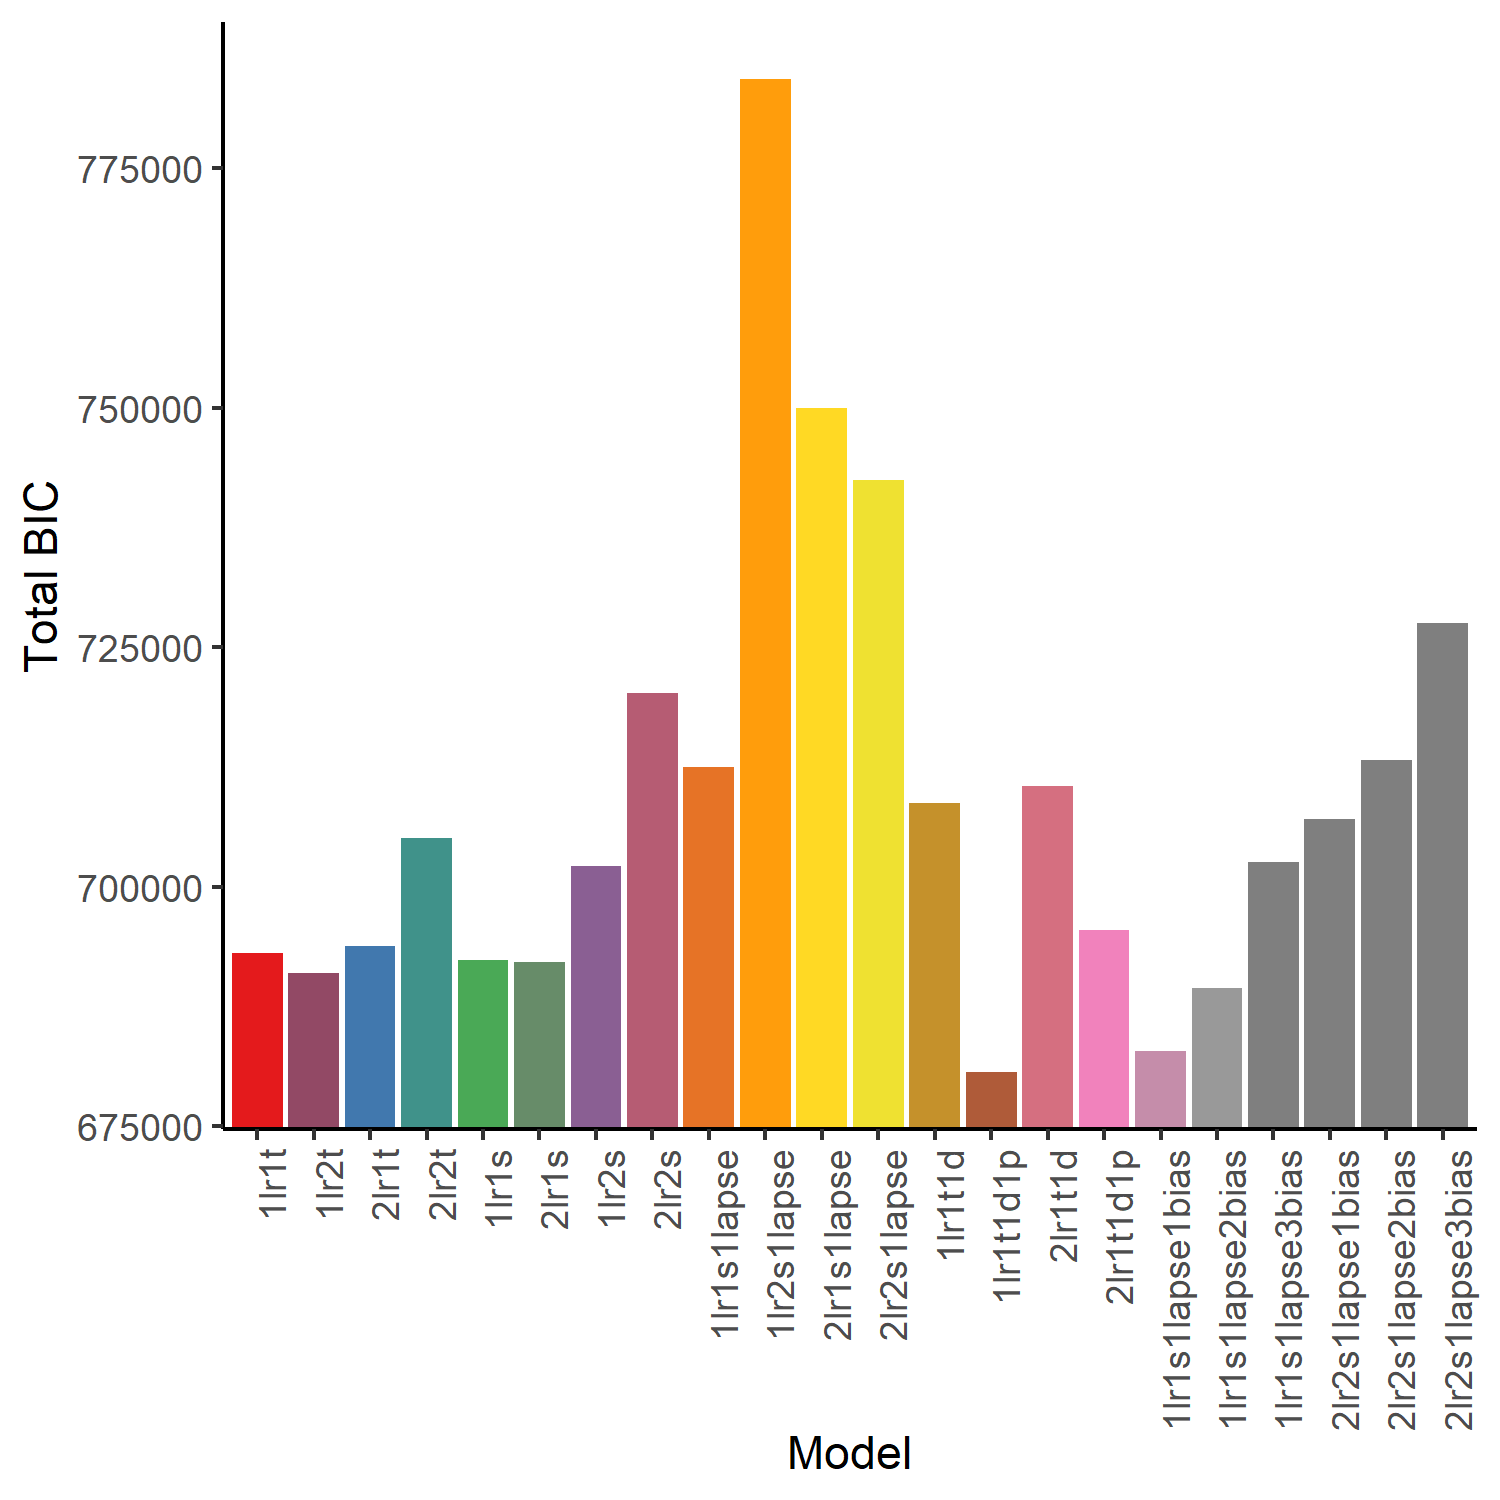 Total BIC
775000
750000
725000
700000
675000
1lr1t
1lr2t
2lr1t
2lr2t
1lr1s
2lr1s
1lr2s
2lr2s
1lr1s1lapse
1lr2s1lapse
2lr1s1lapse
2lr2s1lapse
1lr1t1d
1lr1t1d1p
2lr1t1d
2lr1t1d1p
1lr1s1lapse1bias
1lr1s1lapse2bias
1lr1s1lapse3bias
2lr2s1lapse1bias
2lr2s1lapse2bias
2lr2s1lapse3bias
Model